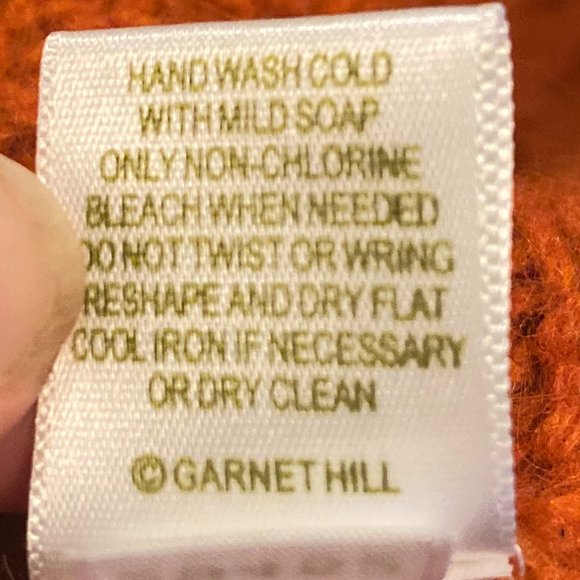 HAND WASH COLD
WITH MILD SOAP
ONLY NON-CHLORINE
BLEACH WHEN NEEDED
DO NOT TWIST OR WRING
RESHAPE AND DRY FLAT
COOL IRON IF NECESSARY
OR DRY CLEAN
© GARNET HILL